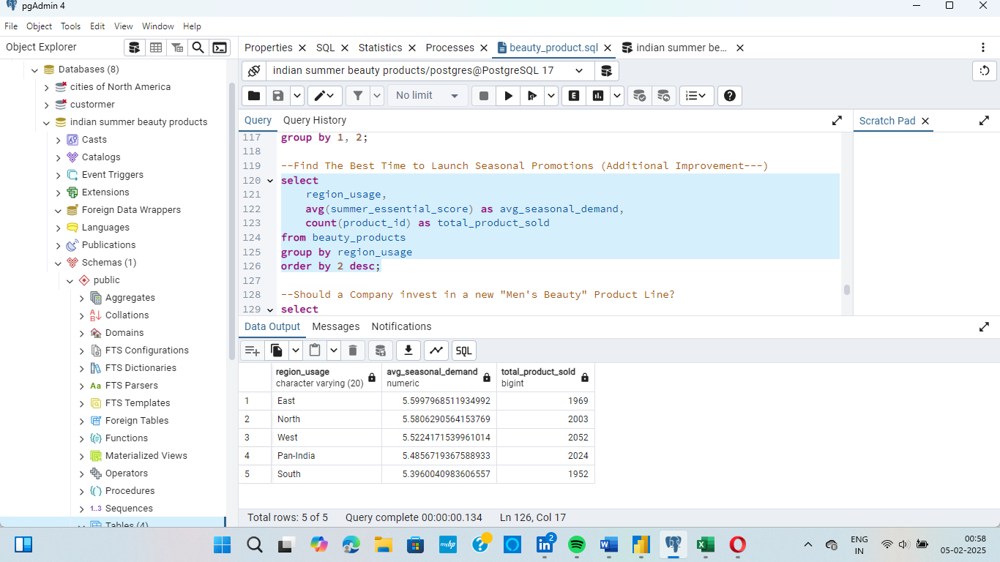 pgAdmin 4
File Object Tools Edit View Window Help
Object Explorer
Properties SQL Statistics Processes beauty_product.sql indian summer be...
Databases (8)
cities of North America
custormer
indian summer beauty products
Casts
Catalogs
Event Triggers
Extensions
Foreign Data Wrappers
Languages
Publications
Schemas (1)
public
Aggregates
Collations
Domains
FTS Configurations
FTS Dictionaries
Aa FTS Parsers
FTS Templates
Foreign Tables
Functions
Materialized Views
Operators
Procedures
1..3 Sequences
Tables (4)
indian summer beauty products/postgres@PostgreSQL 17
No limit E
Query Query History
Scratch Pad
117 group by 1, 2;
118
119 --Find The Best Time to Launch Seasonal Promotions (Additional Improvement---)
120 select
121 region_usage,
122 avg(summer_essential_score) as avg_seasonal_demand,
123 count(product_id) as total_product_sold
124 from beauty_products
125 group by region_usage
126 order by 2 desc;
127
128 --Should a Company invest in a new "Men's Beauty" Product Line?
129 select
Data Output Messages Notifications
SQL
region_usage avg_seasonal_demand total_product_sold
character varying (20) numeric bigint
1 East 5.5997968511934992 1969
2 North 5.5806290564153769 2003
3 West 5.5224171539961014 2052
4 Pan-India 5.4856719367588933 2024
5 South 5.3960040983606557 1952
Total rows: 5 of 5 Query complete 00:00:00.134 Ln 126, Col 17
myhp 2 ENG 00:58
IN 05-02-2025